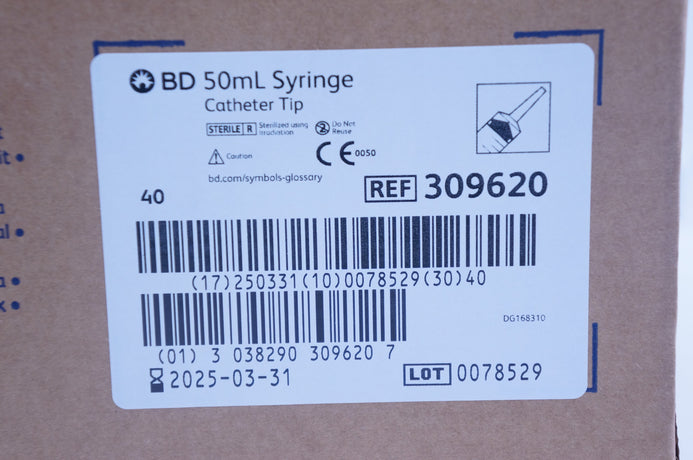 BD 50mL Syringe
Catheter Tip
STERILE R Sterilized using Irradiation
2 Do Not Reuse
Caution
CE 0050
bd.com/symbols-glossary
40
REF 309620
(17)250331(10)0078529(30)40
DG168310
(01) 3 038290 309620 7
2025-03-31
LOT 0078529